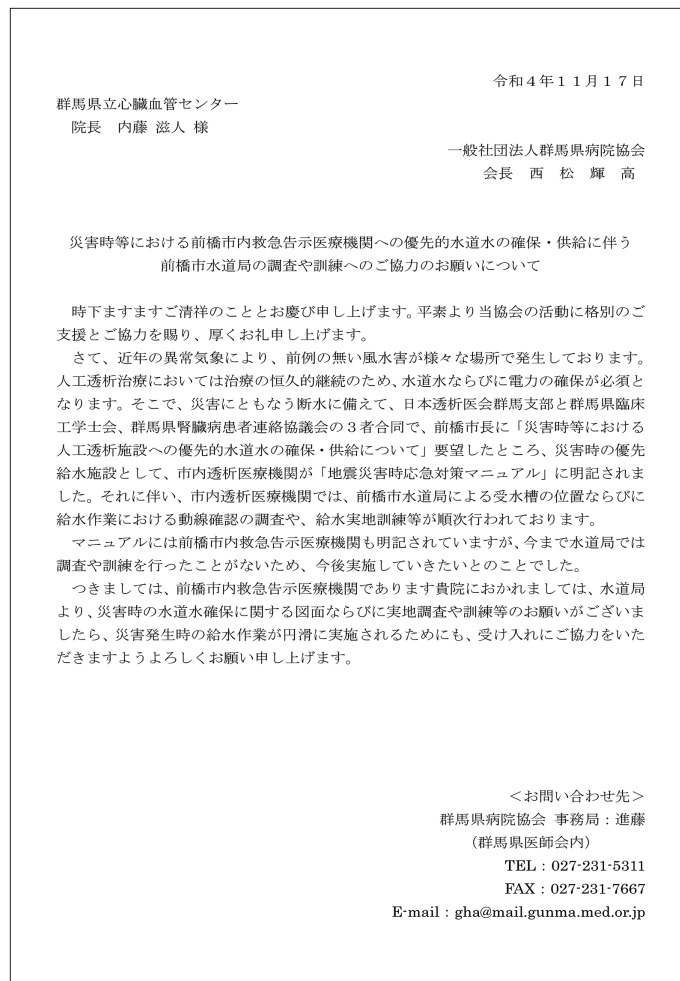 令和４年１１月１７日
群馬県立心臓血管センター
院長　内藤 滋人 様
一般社団法人群馬県病院協会
会長　西　松　輝　高
災害時等における前橋市内救急告示医療機関への優先的水道水の確保・供給に伴う
前橋市水道局の調査や訓練へのご協力のお願いについて
時下ますますご清祥のこととお慶び申し上げます。平素より当協会の活動に格別のご
支援とご協力を賜り、厚くお礼申し上げます。
さて、近年の異常気象により、前例の無い風水害が様々な場所で発生しております。
人工透析治療においては治療の恒久的継続のため、水道水ならびに電力の確保が必須と
なります。そこで、災害にともなう断水に備えて、日本透析医会群馬支部と群馬県臨床
工学士会、群馬県腎臓病患者連絡協議会の３者合同で、前橋市長に「災害時等における
人工透析施設への優先的水道水の確保・供給について」要望したところ、災害時の優先
給水施設として、市内透析医療機関が「地震災害時応急対策マニュアル」に明記されま
した。それに伴い、市内透析医療機関では、前橋市水道局による受水槽の位置ならびに
給水作業における動線確認の調査や、給水実地訓練等が順次行われております。
マニュアルには前橋市内救急告示医療機関も明記されていますが、今まで水道局では
調査や訓練を行ったことがないため、今後実施していきたいとのことでした。
つきましては、前橋市内救急告示医療機関であります貴院におかれましては、水道局
より、災害時の水道水確保に関する図面ならびに実地調査や訓練等のお願いがございま
したら、災害発生時の給水作業が円滑に実施されるためにも、受け入れにご協力をいた
だきますようよろしくお願い申し上げます。
＜お問い合わせ先＞
群馬県病院協会 事務局：進藤
（群馬県医師会内）
TEL：027-231-5311
FAX：027-231-7667
E-mail：gha@mail.gunma.med.or.jp